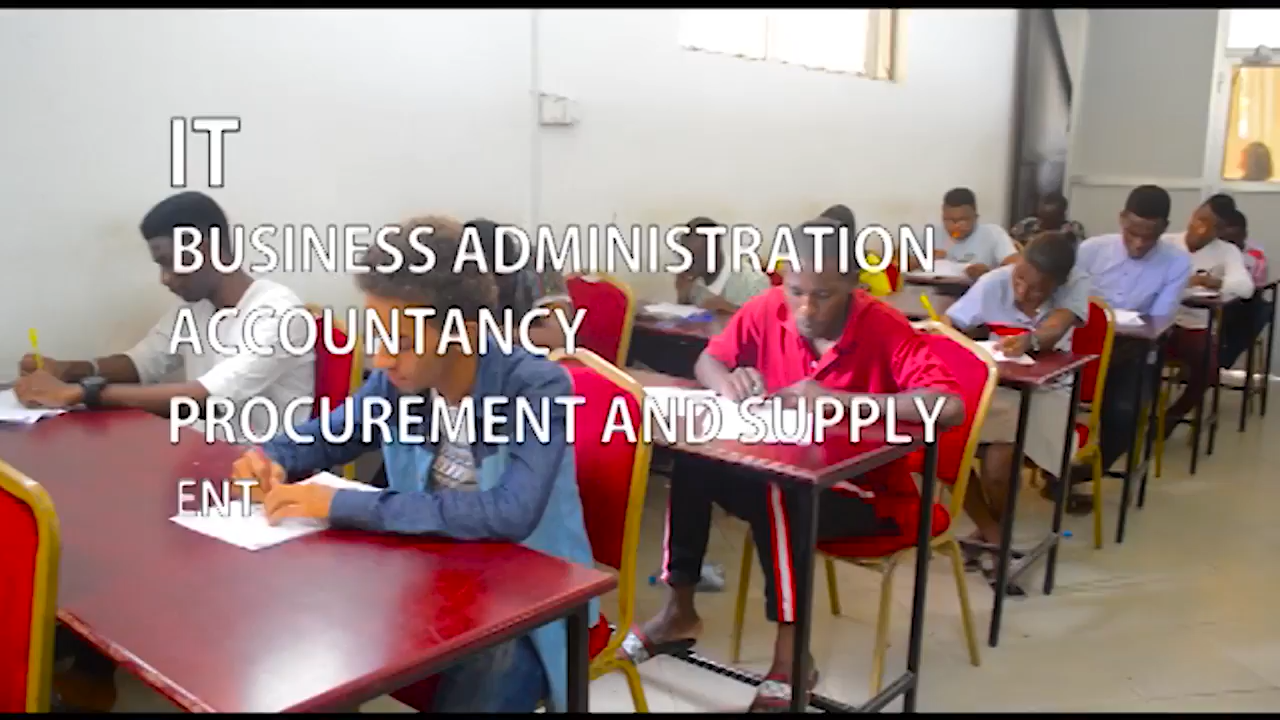 IT
BUSINESS ADMINISTRATION
ACCOUNTANCY
PROCUREMENT AND SUPPLY
ENT